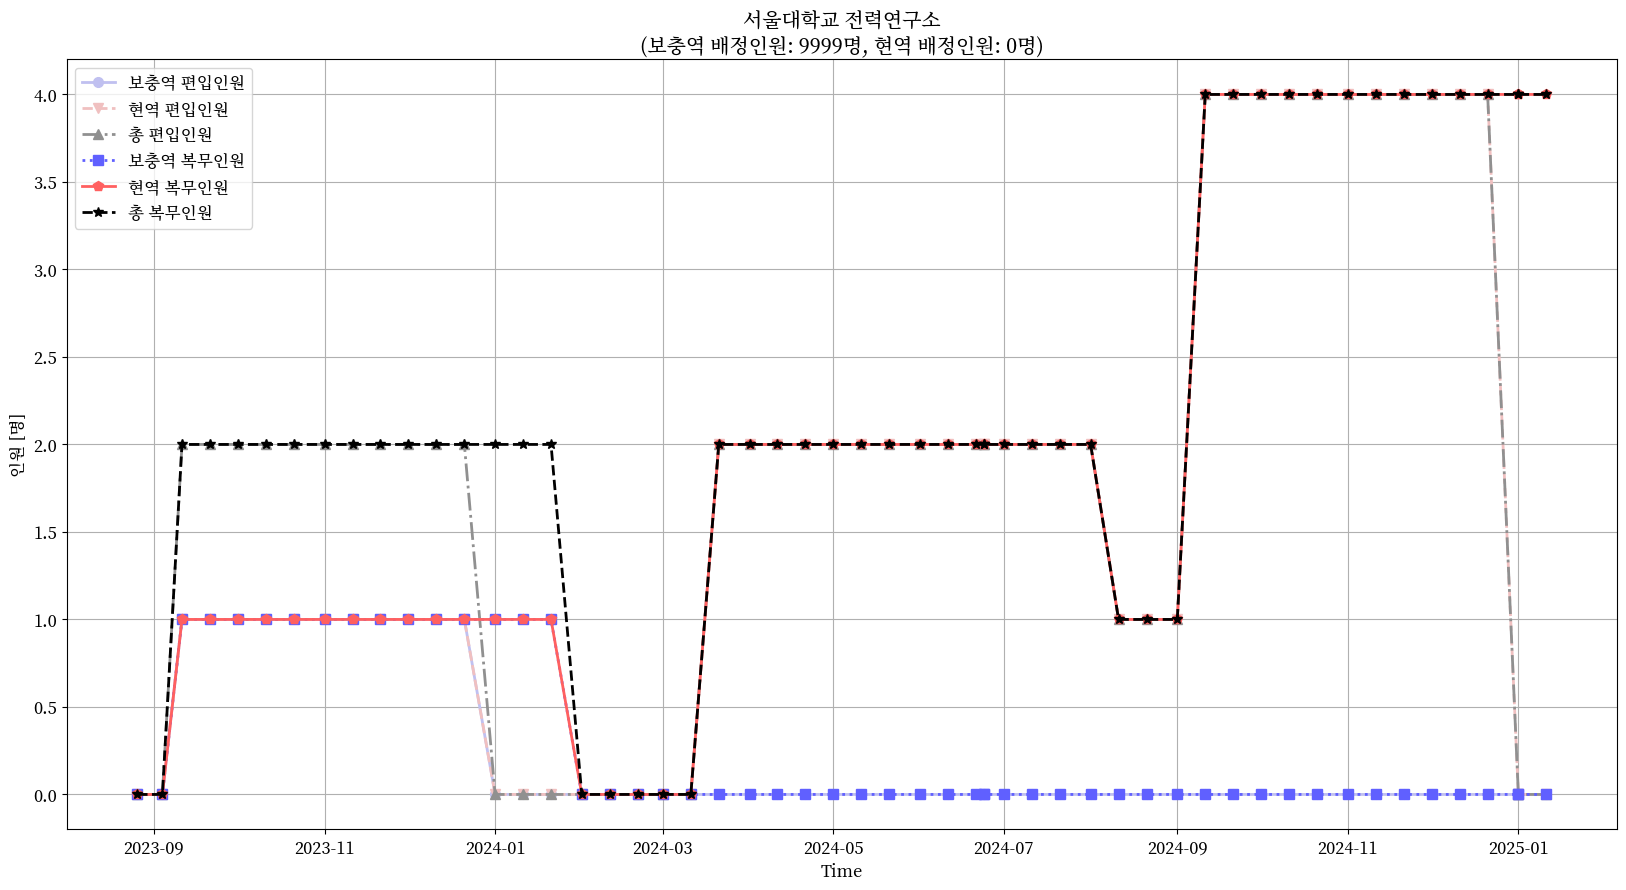 서울대학교 전력연구소
(보충역 배정인원: 9999명, 현역 배정인원: 0명)
보충역 편입인원
현역 편입인원
총 편입인원
보충역 복무인원
현역 복무인원
총 복무인원
4.0
3.5
3.0
2.5
2.0
1.5
1.0
0.5
0.0
인원 [명]
2023-09 2023-11 2024-01 2024-03 2024-05 2024-07 2024-09 2024-11 2025-01
Time